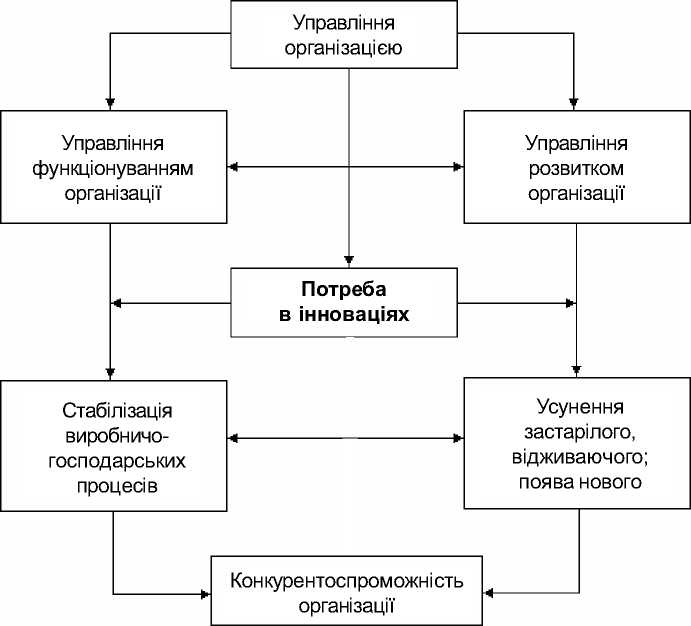 Управління
організацією
Управління
функціонуванням
організації
Управління
розвитком
організації
Потреба
в інноваціях
Стабілізація
виробничо-
господарських
процесів
Усунення
застарілого,
відживаючого;
поява нового
Конкурентоспроможність
організації